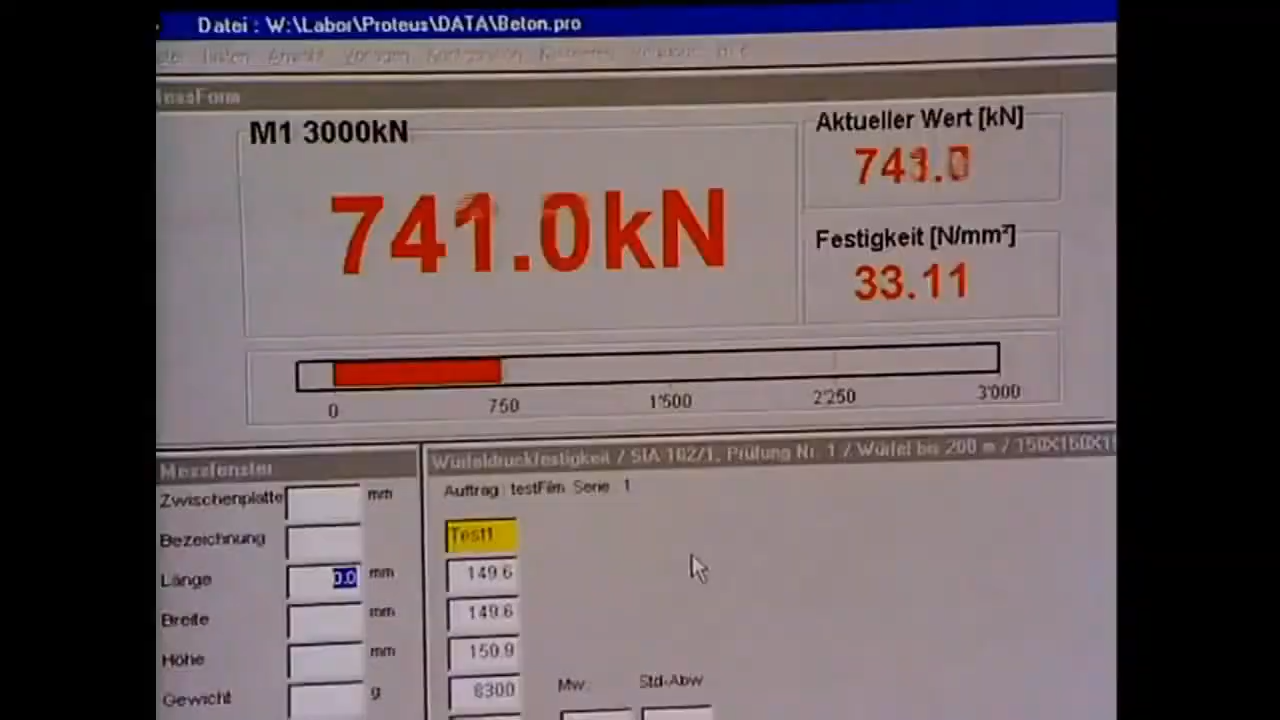 Datei : W:\Labor\Proteus\DATA\Beton.pro
M1 3000kN
741.0kN
Aktueller Wert [kN]
Festigkeit [N/mm²]
33.11
0 750 1'500 2'250 3'000
Messfenster
Zwischenplatte mm
Bezeichnung
Länge 0.0 mm
Breite mm
Höhe mm
Gewicht g
Würfeldruckfestigkeit / SIA 162/1, Prüfung Nr. 1 / Würfel bis 200 m /
Auftrag : testFilm Serie : 1
Test1
149.6
149.6
150.9
8300
Mw. Std-Abw